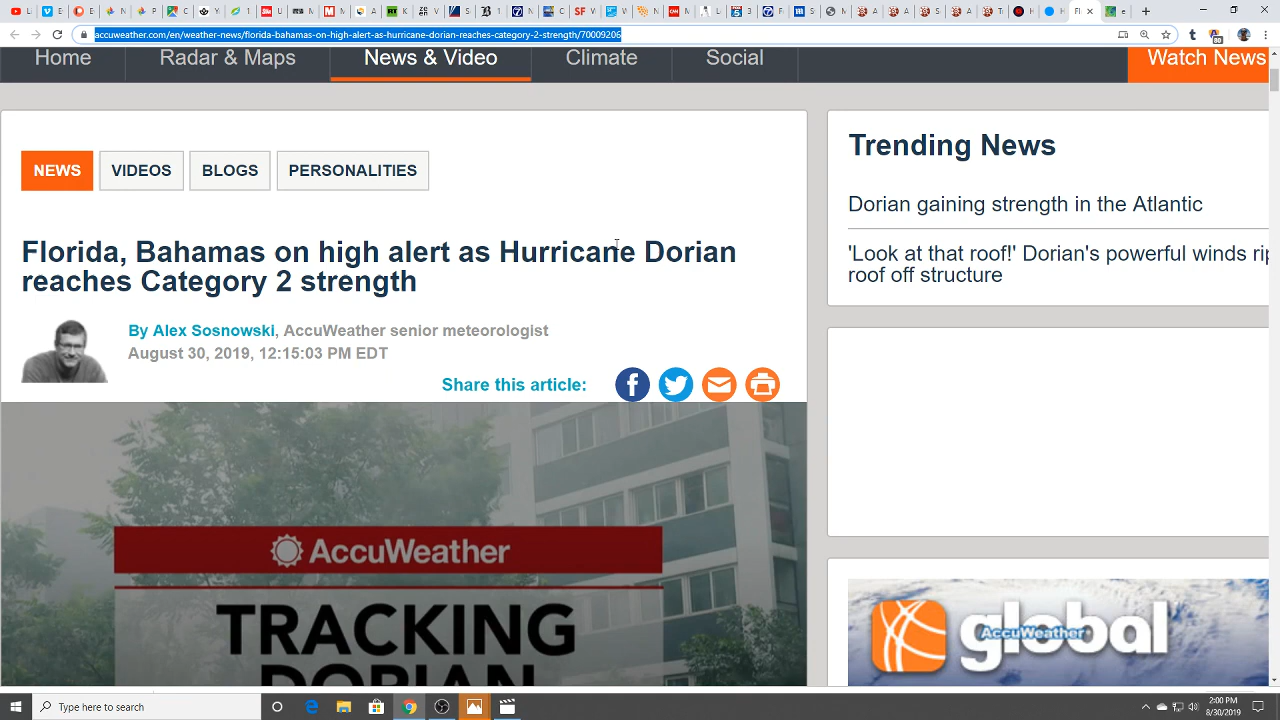 accuweather.com/en/weather-news/florida-bahamas-on-high-alert-as-hurricane-dorian-reaches-category-2-strength/70009206
Home Radar & Maps News & Video Climate Social Watch News
NEWS VIDEOS BLOGS PERSONALITIES
Florida, Bahamas on high alert as Hurricane Dorian
reaches Category 2 strength
By Alex Sosnowski, AccuWeather senior meteorologist
August 30, 2019, 12:15:03 PM EDT
Share this article:
AccuWeather
TRACKING
DORIAN
Trending News
Dorian gaining strength in the Atlantic
'Look at that roof!' Dorian's powerful winds rip
roof off structure
global
AccuWeather
Type here to search
2:00 PM
8/30/2019